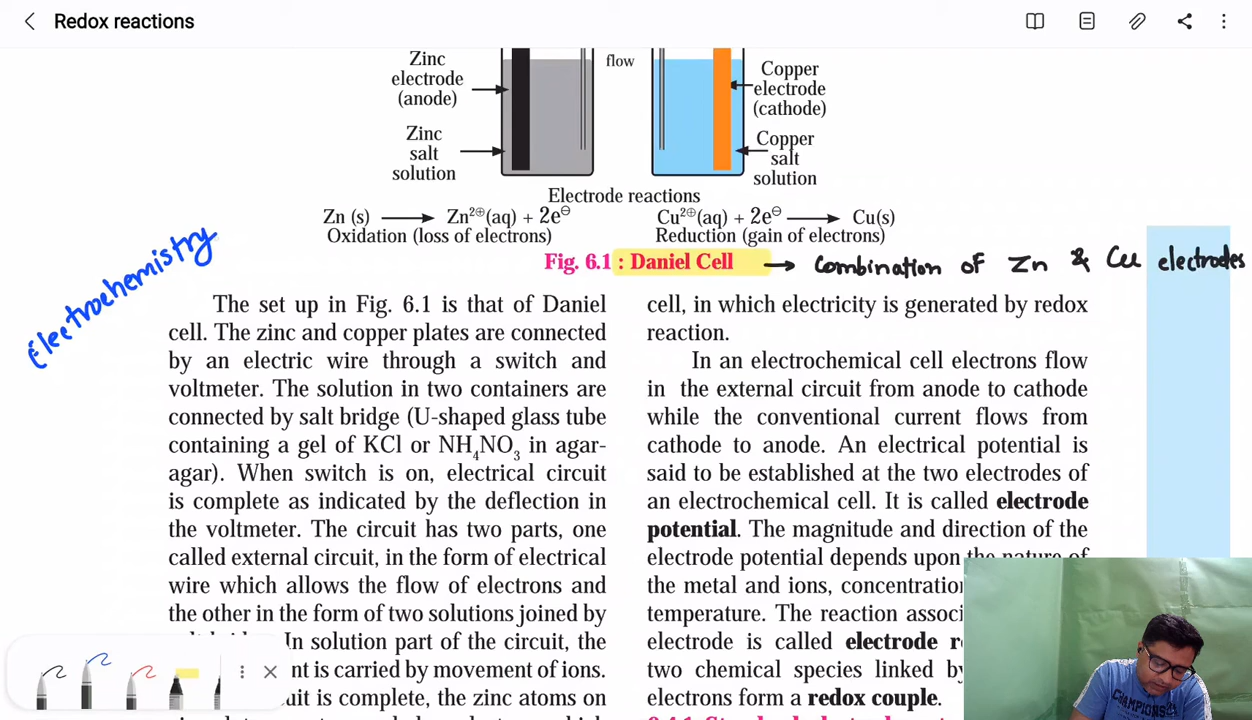 Redox reactions
Zinc
electrode
(anode)
flow
Copper
electrode
(cathode)
Zinc
salt
solution
Copper
salt
solution
Electrode reactions
Zn (s) ⟶ Zn²⊕(aq) + 2e⊖
Oxidation (loss of electrons)
Cu²⊕(aq) + 2e⊖ ⟶ Cu(s)
Reduction (gain of electrons)
Fig. 6.1 : Daniel Cell → Combination of Zn & Cu electrodes
Electrochemistry
The set up in Fig. 6.1 is that of Daniel
cell. The zinc and copper plates are connected
by an electric wire through a switch and
voltmeter. The solution in two containers are
connected by salt bridge (U-shaped glass tube
containing a gel of KCl or NH₄NO₃ in agar-
agar). When switch is on, electrical circuit
is complete as indicated by the deflection in
the voltmeter. The circuit has two parts, one
called external circuit, in the form of electrical
wire which allows the flow of electrons and
the other in the form of two solutions joined by
In solution part of the circuit, the
is carried by movement of ions.
is complete, the zinc atoms on
cell, in which electricity is generated by redox
reaction.
In an electrochemical cell electrons flow
in the external circuit from anode to cathode
while the conventional current flows from
cathode to anode. An electrical potential is
said to be established at the two electrodes of
an electrochemical cell. It is called electrode
potential. The magnitude and direction of the
electrode potential depends upon the nature of
the metal and ions,
temperature. The reaction
electrode is called electrode
two chemical species linked
electrons form a redox couple.
CHAMPIONS